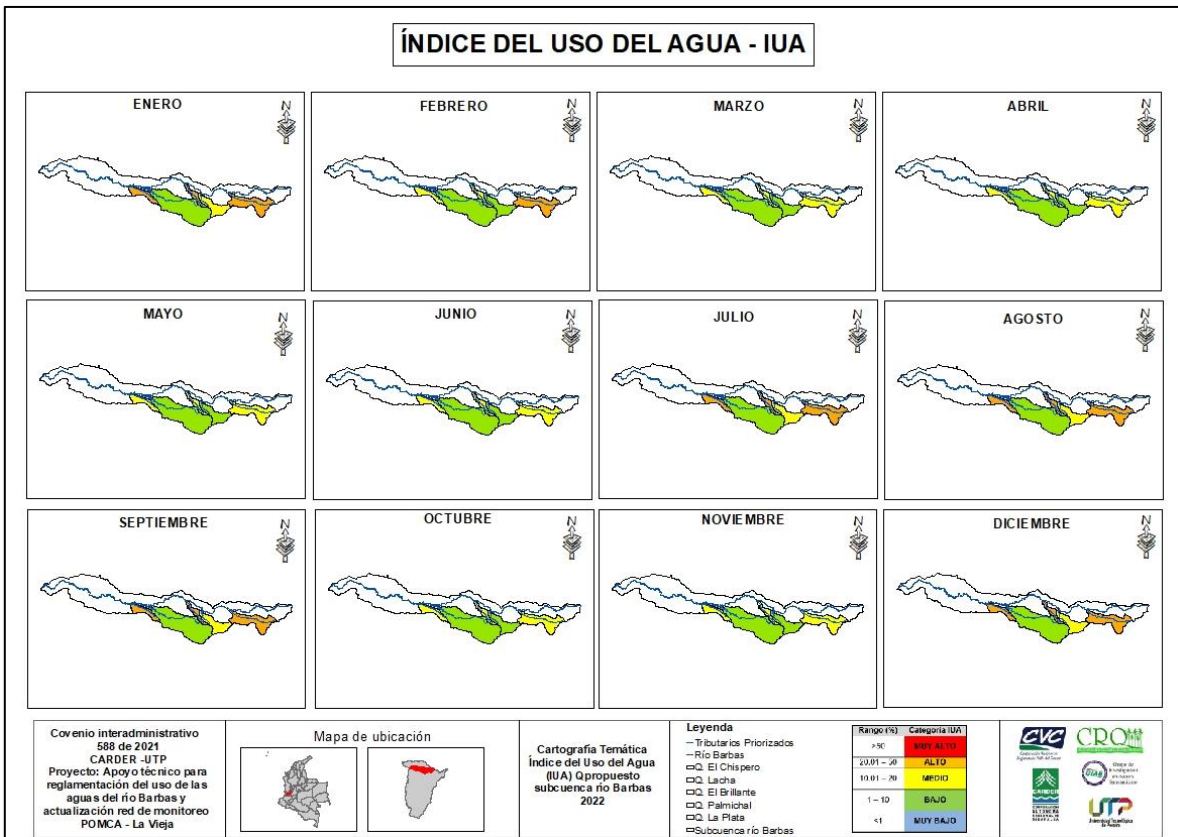 ÍNDICE DEL USO DEL AGUA - IUA
ENERO
N
FEBRERO
N
MARZO
N
ABRIL
N
MAYO
N
JUNIO
N
JULIO
N
AGOSTO
N
SEPTIEMBRE
N
OCTUBRE
N
NOVIEMBRE
N
DICIEMBRE
N
Covenio interadministrativo
588 de 2021
CARDER -UTP
Proyecto: Apoyo técnico para
reglamentación del uso de las
aguas del río Barbas y
actualización red de monitoreo
POMCA - La Vieja
Mapa de ubicación
Cartografía Temática
Índice del Uso del Agua
(IUA) Qpropuesto
subcuenca río Barbas
2022
Leyenda
Tributarios Priorizados
Río Barbas
Q. El Chispero
Q. Lacha
Q. El Brillante
Q. Palmichal
Q. La Plata
Subcuenca río Barbas
Rango (%) Categoría IUA
>50 MUY ALTO
20.01 – 50 ALTO
10.01 – 20 MEDIO
1 – 10 BAJO
<1 MUY BAJO
CVC
CRQ
CARDER
GIAS
UTP